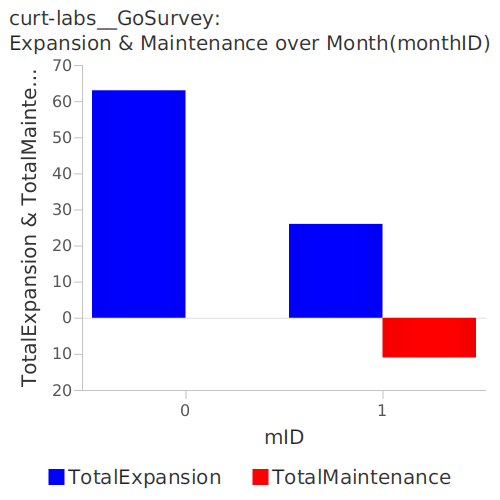 curt-labs__GoSurvey:
Expansion & Maintenance over Month(monthID)
TotalExpansion & TotalMainte...
70
60
50
40
30
20
10
0
10
20
0 1
mID
TotalExpansion TotalMaintenance